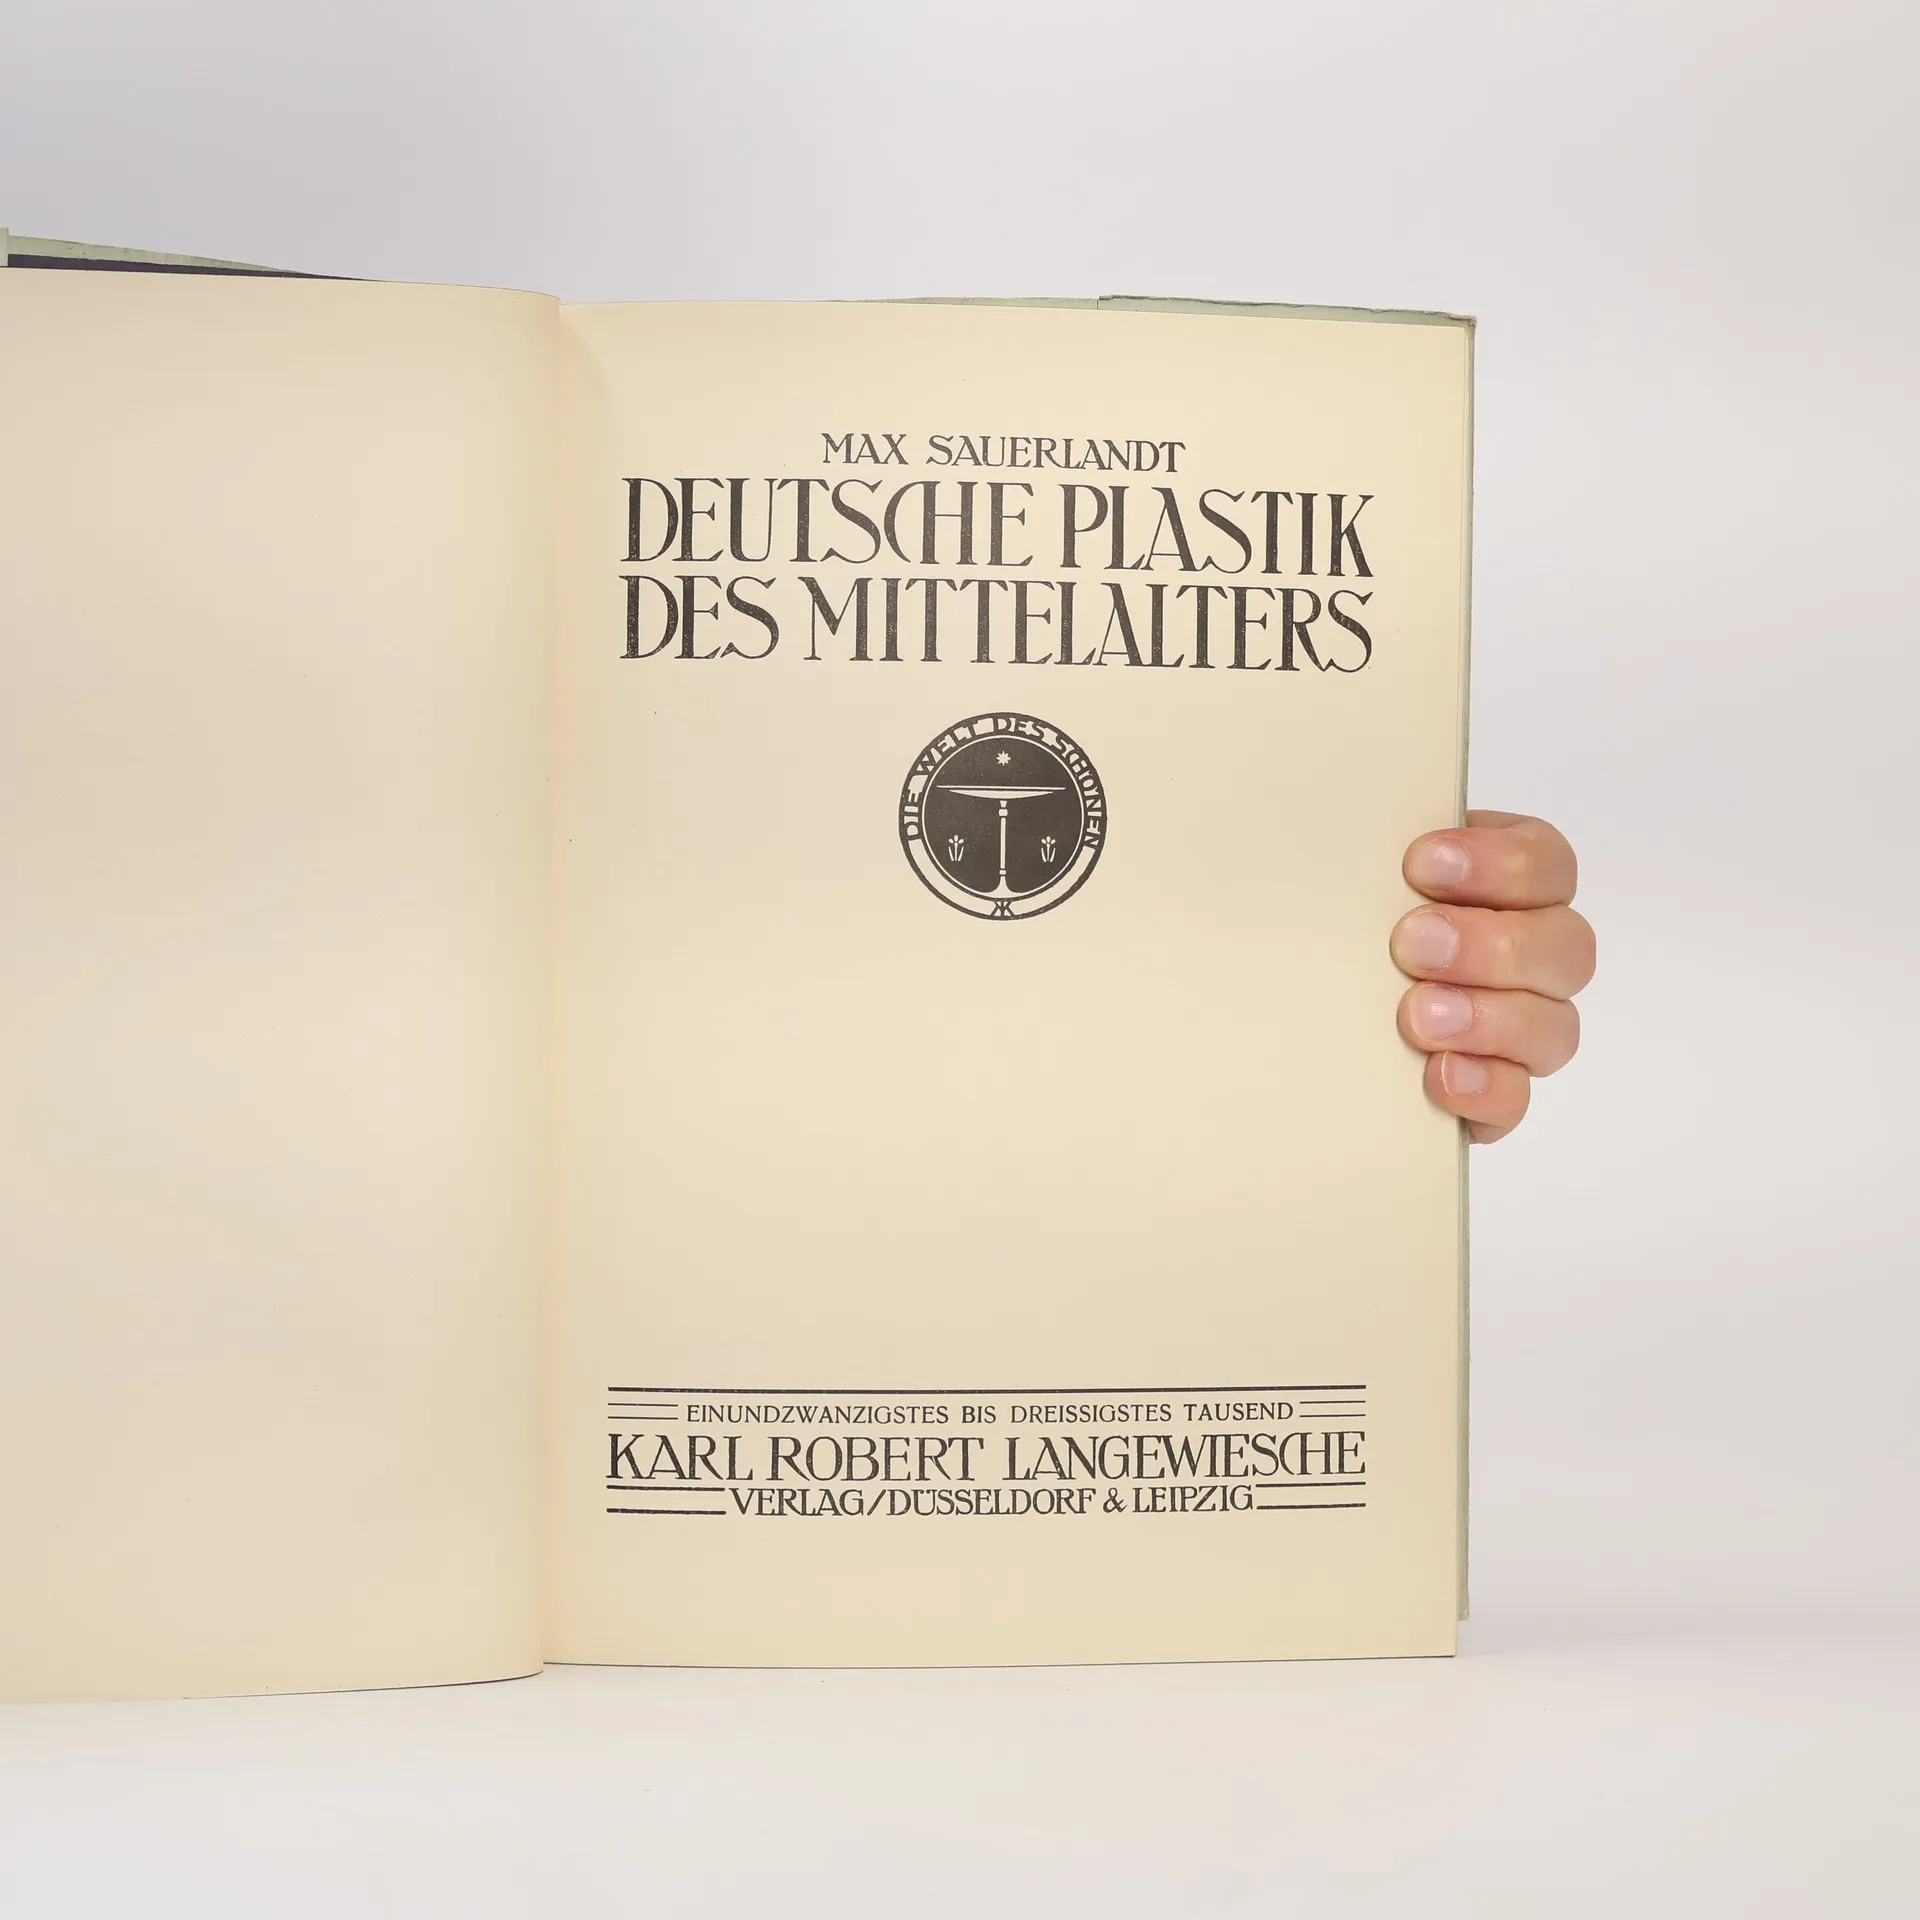 MAX SAUERLANDT
DEUTSCHE PLASTIK
DES MITTELALTERS
DIE WELT DES SCHÖNEN
EINUNDZWANZIGSTES BIS DREISSIGSTES TAUSEND
KARL ROBERT LANGEWIESCHE
VERLAG/DÜSSELDORF & LEIPZIG